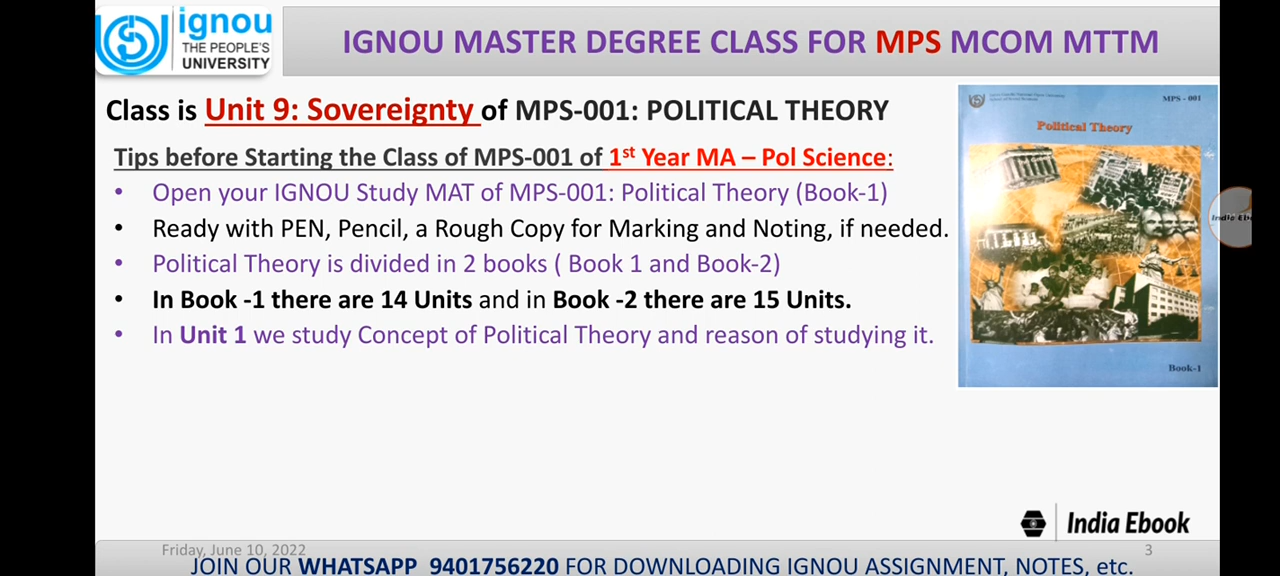 ignou
THE PEOPLE'S
UNIVERSITY
IGNOU MASTER DEGREE CLASS FOR MPS MCOM MTTM
Class is Unit 9: Sovereignty of MPS-001: POLITICAL THEORY
Tips before Starting the Class of MPS-001 of 1st Year MA – Pol Science:
• Open your IGNOU Study MAT of MPS-001: Political Theory (Book-1)
• Ready with PEN, Pencil, a Rough Copy for Marking and Noting, if needed.
• Political Theory is divided in 2 books ( Book 1 and Book-2)
• In Book -1 there are 14 Units and in Book -2 there are 15 Units.
• In Unit 1 we study Concept of Political Theory and reason of studying it.
MPS - 001
Political Theory
Book-1
India Eb
India Ebook
Friday, June 10, 2022
3
JOIN OUR WHATSAPP 9401756220 FOR DOWNLOADING IGNOU ASSIGNMENT, NOTES, etc.